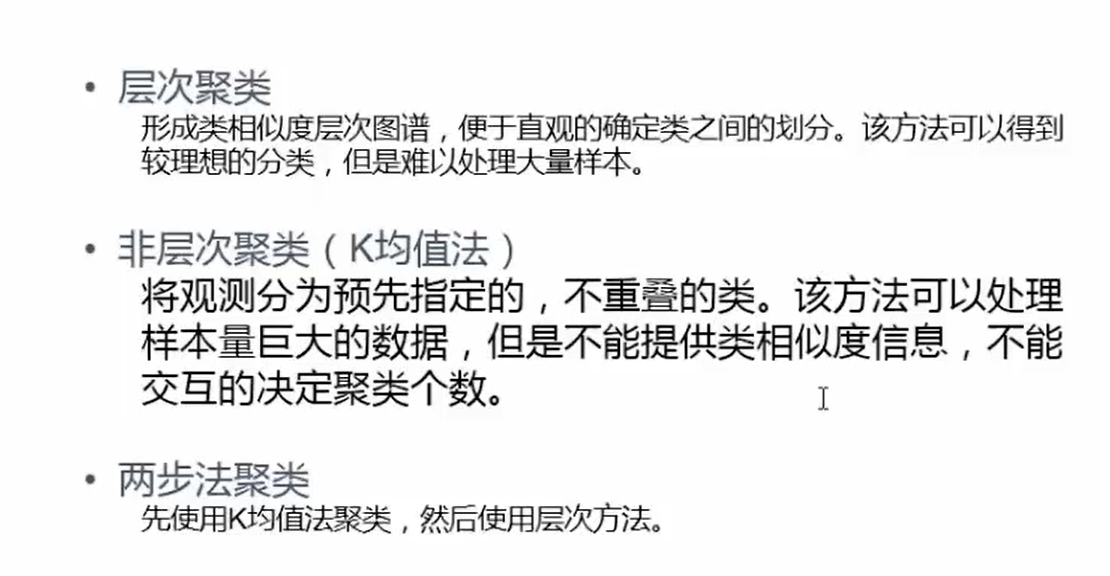 • 层次聚类
形成类相似度层次图谱，便于直观的确定类之间的划分。该方法可以得到
较理想的分类，但是难以处理大量样本。
• 非层次聚类（K均值法）
将观测分为预先指定的，不重叠的类。该方法可以处理
样本量巨大的数据，但是不能提供类相似度信息，不能
交互的决定聚类个数。
• 两步法聚类
先使用K均值法聚类，然后使用层次方法。